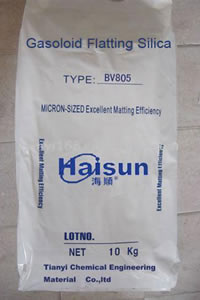 Gasoloid Flatting Silica
TYPE: BV805
MICRON-SIZED Excellent Matting Efficiency
Excellent Matting Efficiency
Haisun
海
Excellent Matting Efficiency
LOTNO.
NET 10 Kg
Tianyi Chemical Engineering
Material Co.,ltd